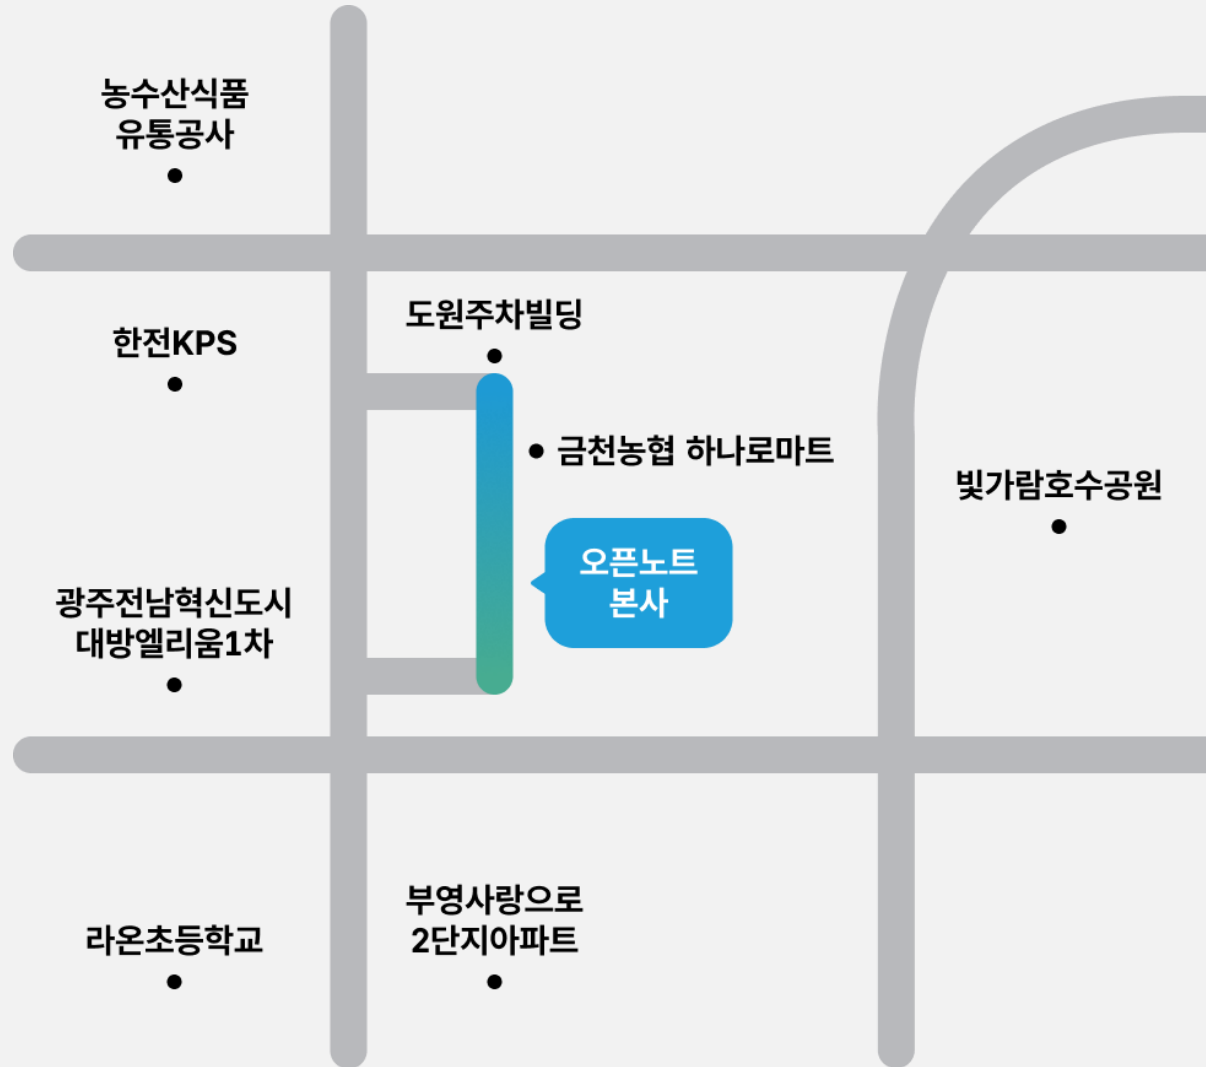 농수산식품
유통공사
한전KPS
도원주차빌딩
금천농협 하나로마트
빛가람호수공원
오픈노트
본사
광주전남혁신도시
대방엘리움1차
부영사랑으로
2단지아파트
라온초등학교